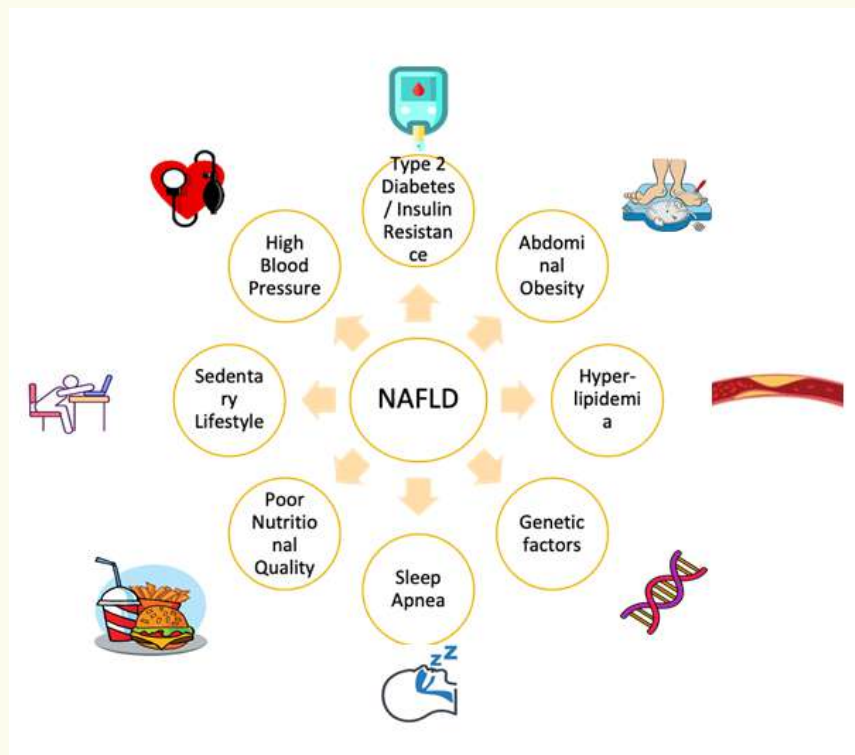 Type 2
Diabetes
/ Insulin
Resistan
ce
High
Blood
Pressure
Abdomi
nal
Obesity
Sedenta
ry
Lifestyle
NAFLD
Hyper-
lipidemi
a
Poor
Nutritio
nal
Quality
Genetic
factors
Sleep
Apnea
zZ